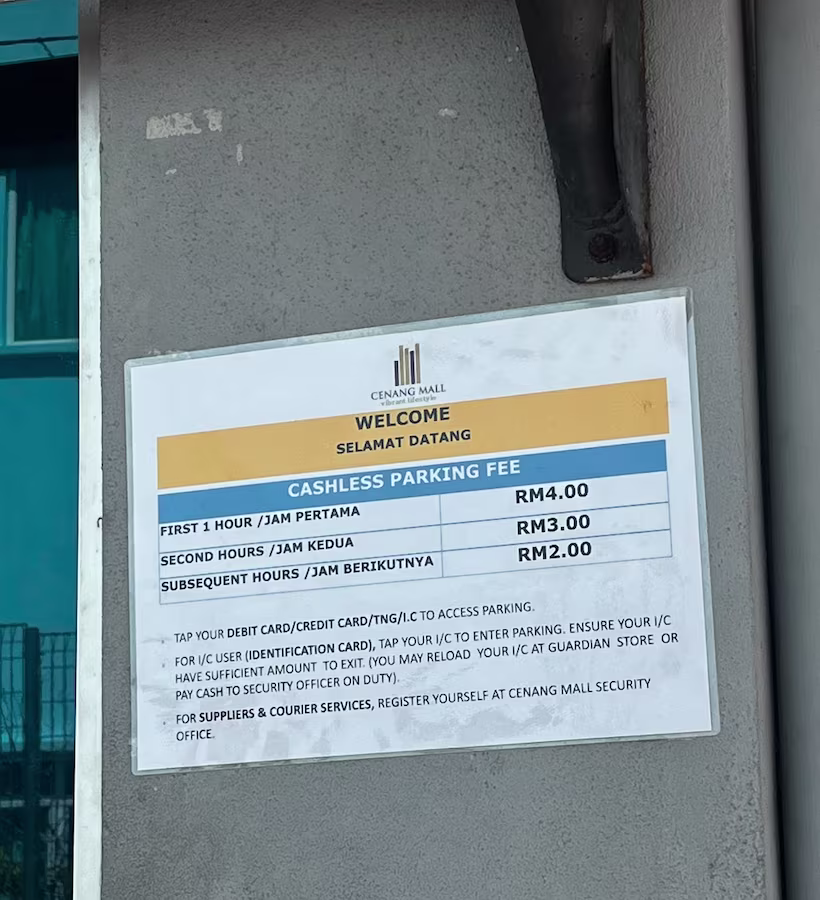 CENANG MALL
vibrant lifestyle
WELCOME
SELAMAT DATANG
CASHLESS PARKING FEE
FIRST 1 HOUR /JAM PERTAMA RM4.00
SECOND HOURS /JAM KEDUA RM3.00
SUBSEQUENT HOURS /JAM BERIKUTNYA RM2.00
TAP YOUR DEBIT CARD/CREDIT CARD/TNG/I.C TO ACCESS PARKING.
FOR I/C USER (IDENTIFICATION CARD), TAP YOUR I/C TO ENTER PARKING. ENSURE YOUR I/C
HAVE SUFFICIENT AMOUNT TO EXIT. (YOU MAY RELOAD YOUR I/C AT GUARDIAN STORE OR
PAY CASH TO SECURITY OFFICER ON DUTY).
FOR SUPPLIERS & COURIER SERVICES, REGISTER YOURSELF AT CENANG MALL SECURITY
OFFICE.